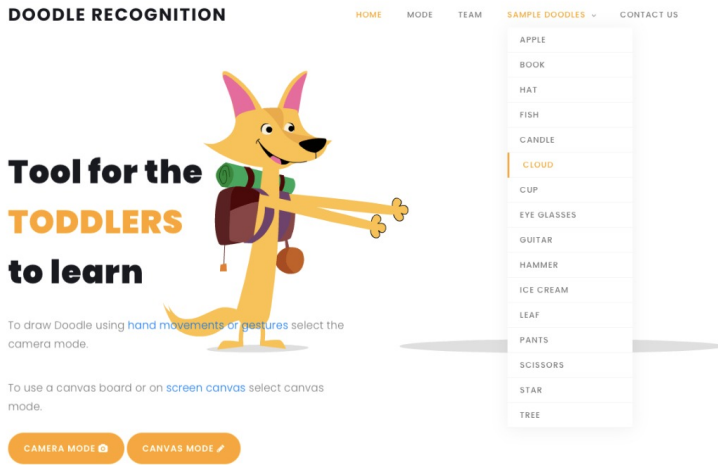 DOODLE RECOGNITION
HOME MODE TEAM SAMPLE DOODLES CONTACT US
APPLE
BOOK
HAT
FISH
CANDLE
CLOUD
CUP
EYE GLASSES
GUITAR
HAMMER
ICE CREAM
LEAF
PANTS
SCISSORS
STAR
TREE
Tool for the
TODDLERS
to learn
To draw Doodle using hand movements or gestures select the
camera mode.
To use a canvas board or on screen canvas select canvas
mode.
CAMERA MODE CANVAS MODE